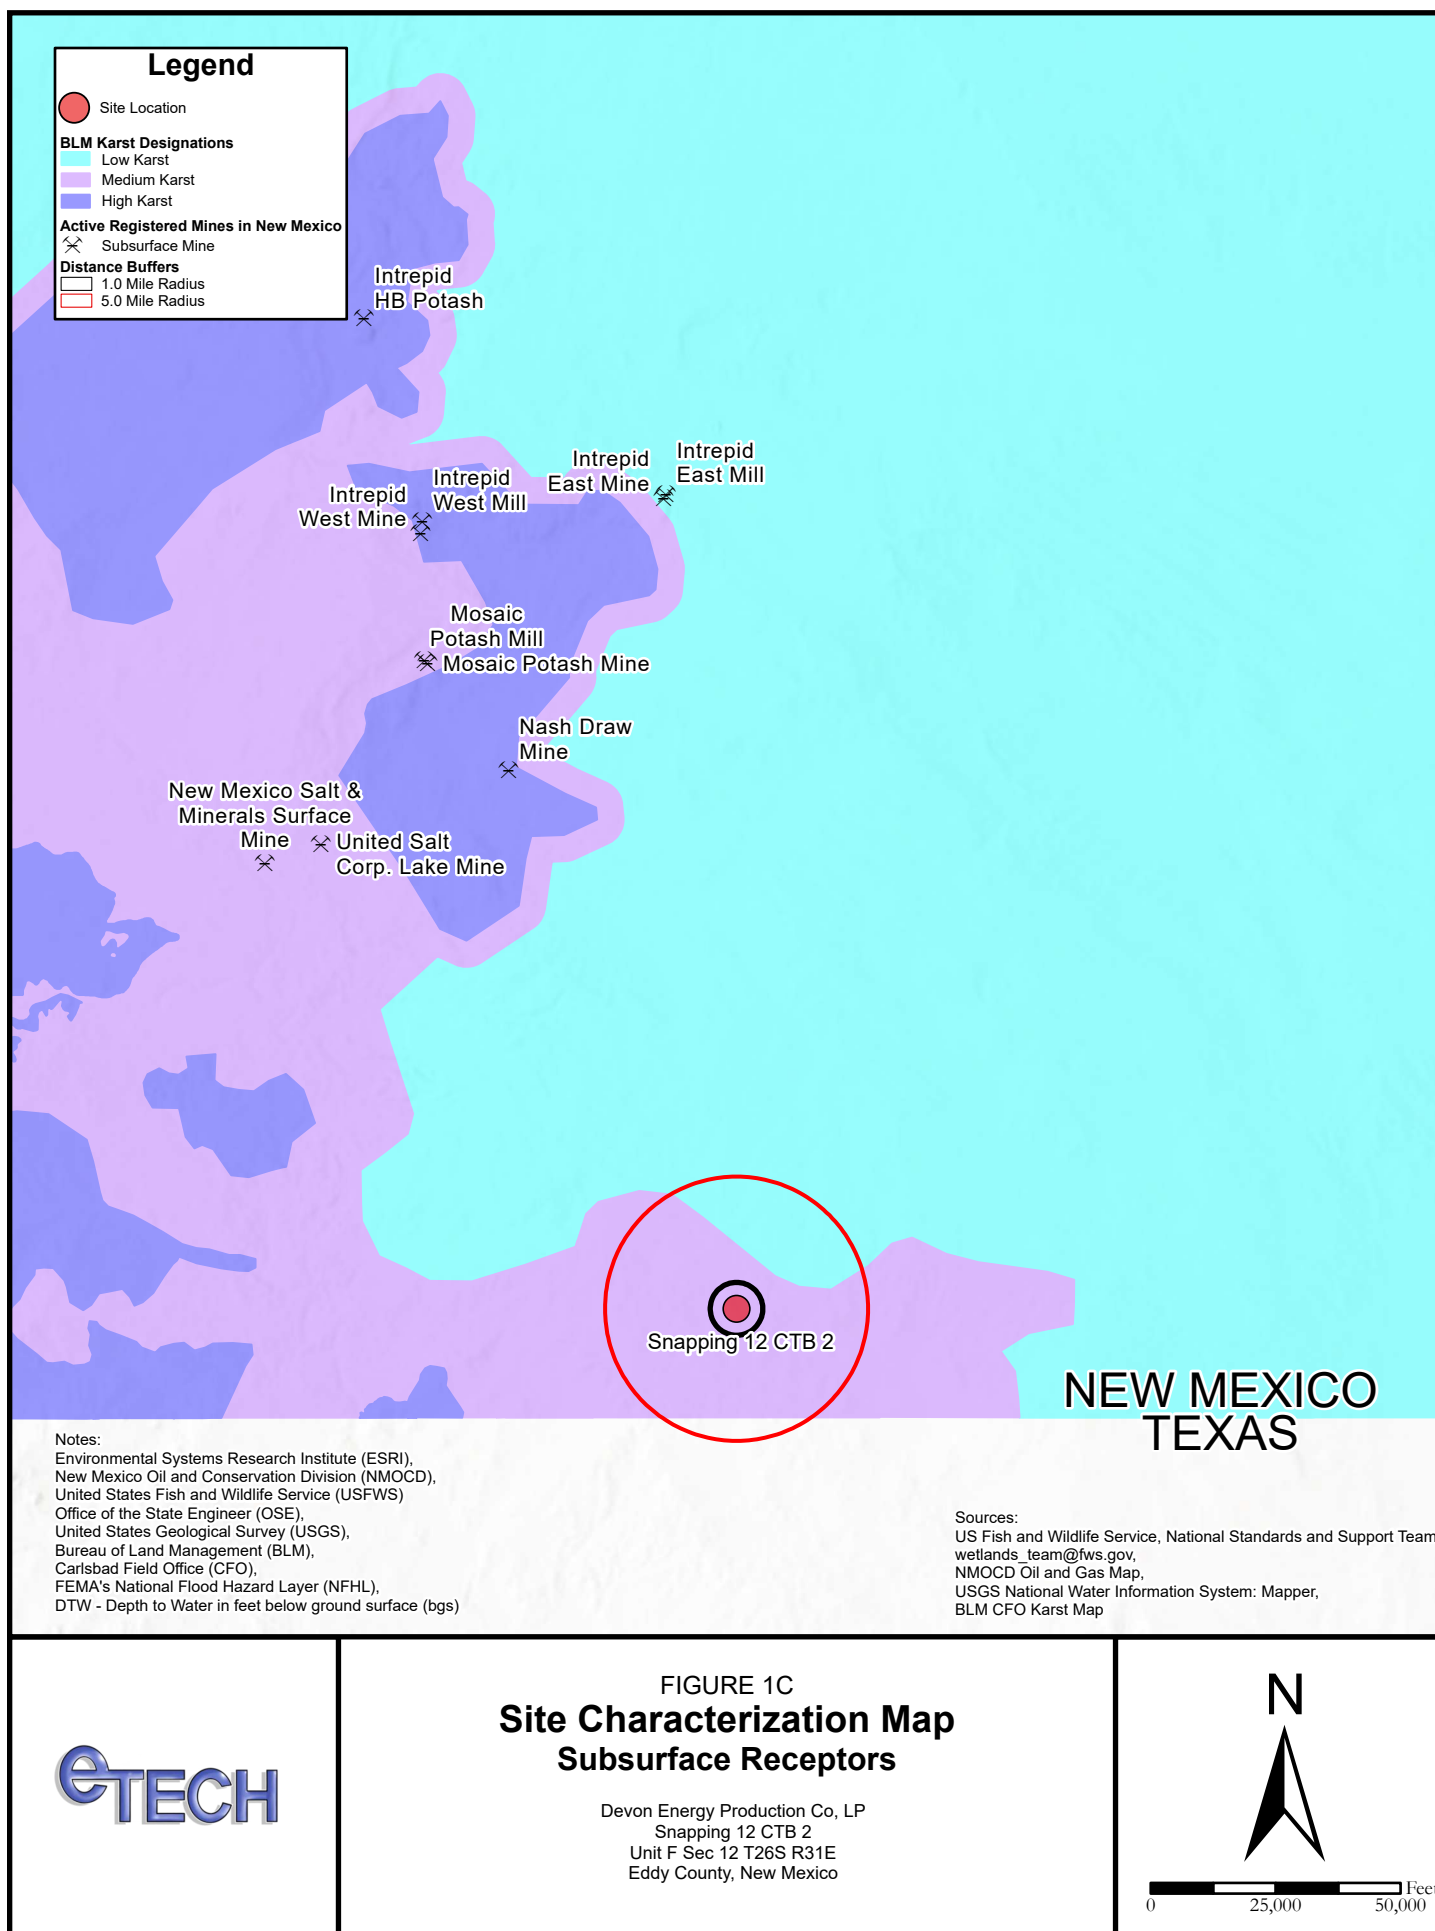 Legend
Site Location
BLM Karst Designations
Low Karst
Medium Karst
High Karst
Active Registered Mines in New Mexico
Subsurface Mine
Distance Buffers
1.0 Mile Radius
5.0 Mile Radius
Intrepid
HB Potash
Intrepid
East Mine
Intrepid
East Mill
Intrepid
West Mill
Intrepid
West Mine
Mosaic
Potash Mill
Mosaic Potash Mine
Nash Draw
Mine
New Mexico Salt &
Minerals Surface
Mine
United Salt
Corp. Lake Mine
Snapping 12 CTB 2
NEW MEXICO
TEXAS
Notes:
Environmental Systems Research Institute (ESRI),
New Mexico Oil and Conservation Division (NMOCD),
United States Fish and Wildlife Service (USFWS)
Office of the State Engineer (OSE),
United States Geological Survey (USGS),
Bureau of Land Management (BLM),
Carlsbad Field Office (CFO),
FEMA's National Flood Hazard Layer (NFHL),
DTW - Depth to Water in feet below ground surface (bgs)
Sources:
US Fish and Wildlife Service, National Standards and Support Team
wetlands_team@fws.gov,
NMOCD Oil and Gas Map,
USGS National Water Information System: Mapper,
BLM CFO Karst Map
eTECH
FIGURE 1C
Site Characterization Map
Subsurface Receptors
Devon Energy Production Co, LP
Snapping 12 CTB 2
Unit F Sec 12 T26S R31E
Eddy County, New Mexico
N
Feet
0 25,000 50,000